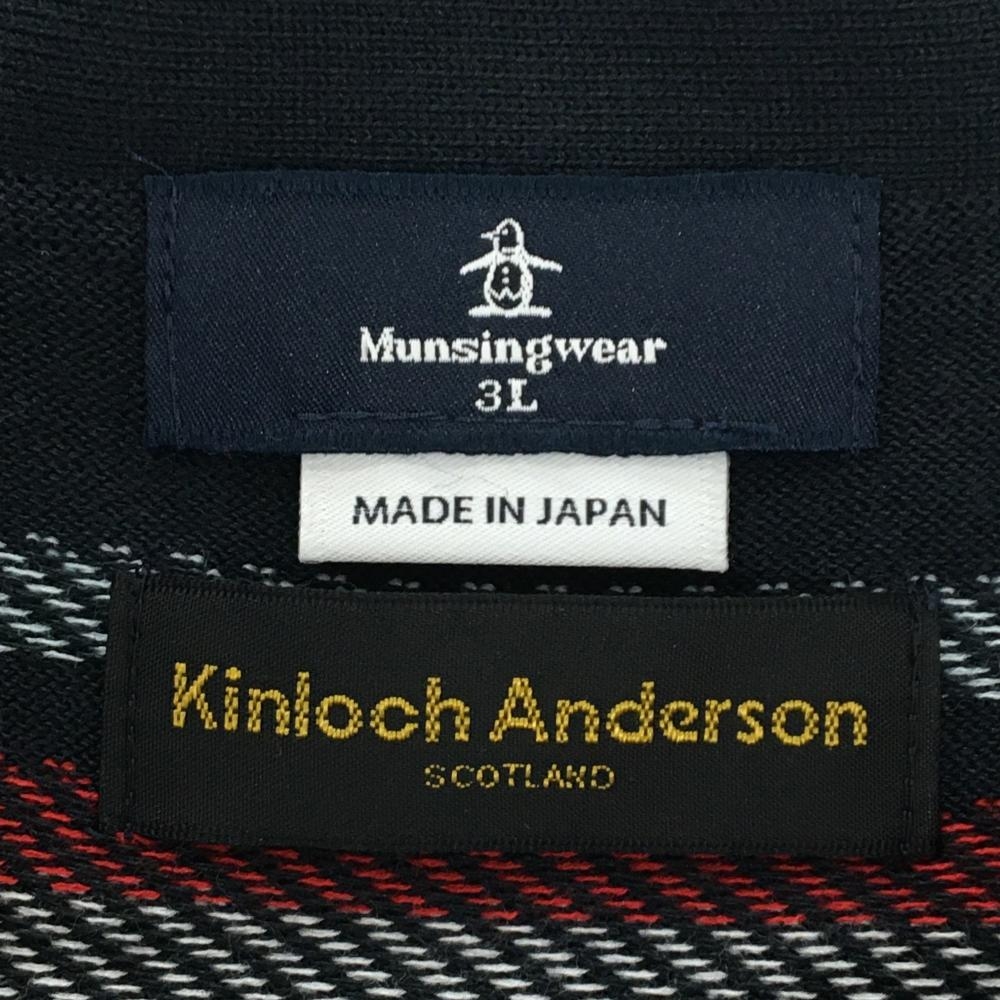 Munsingwear
3L
MADE IN JAPAN
Kinloch Anderson
SCOTLAND